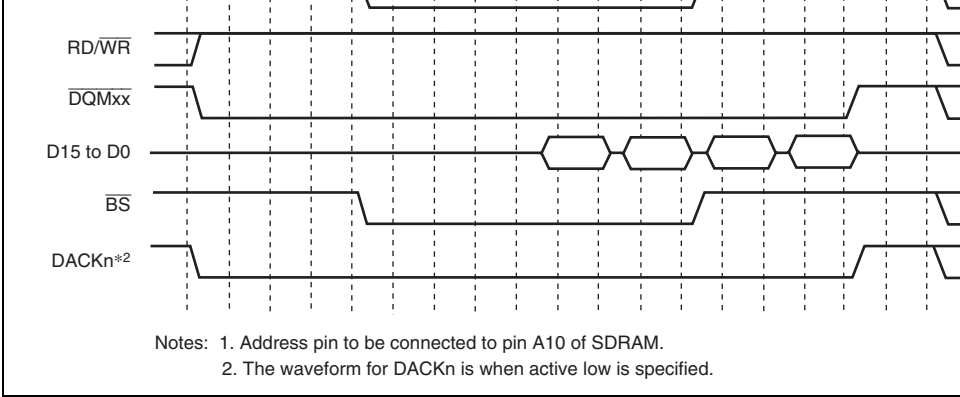 RD/WR
DQMxx
D15 to D0
BS
DACKn*2
Notes: 1. Address pin to be connected to pin A10 of SDRAM.
2. The waveform for DACKn is when active low is specified.